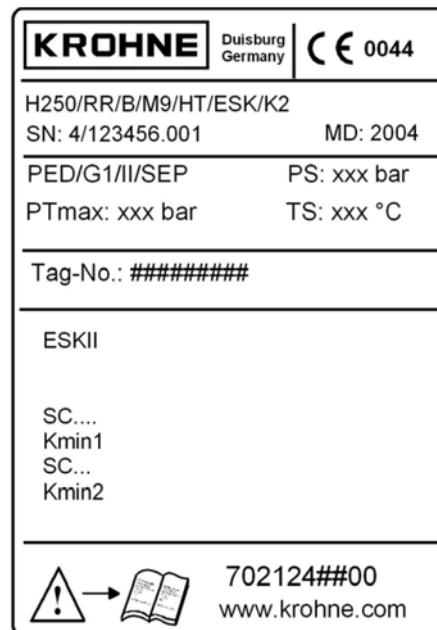 KROHNE Duisburg Germany CE 0044
H250/RR/B/M9/HT/ESK/K2
SN: 4/123456.001 MD: 2004
PED/G1/II/SEP PS: xxx bar
PTmax: xxx bar TS: xxx °C
Tag-No.: #########
ESKII
SC....
Kmin1
SC...
Kmin2
702124##00
www.krohne.com